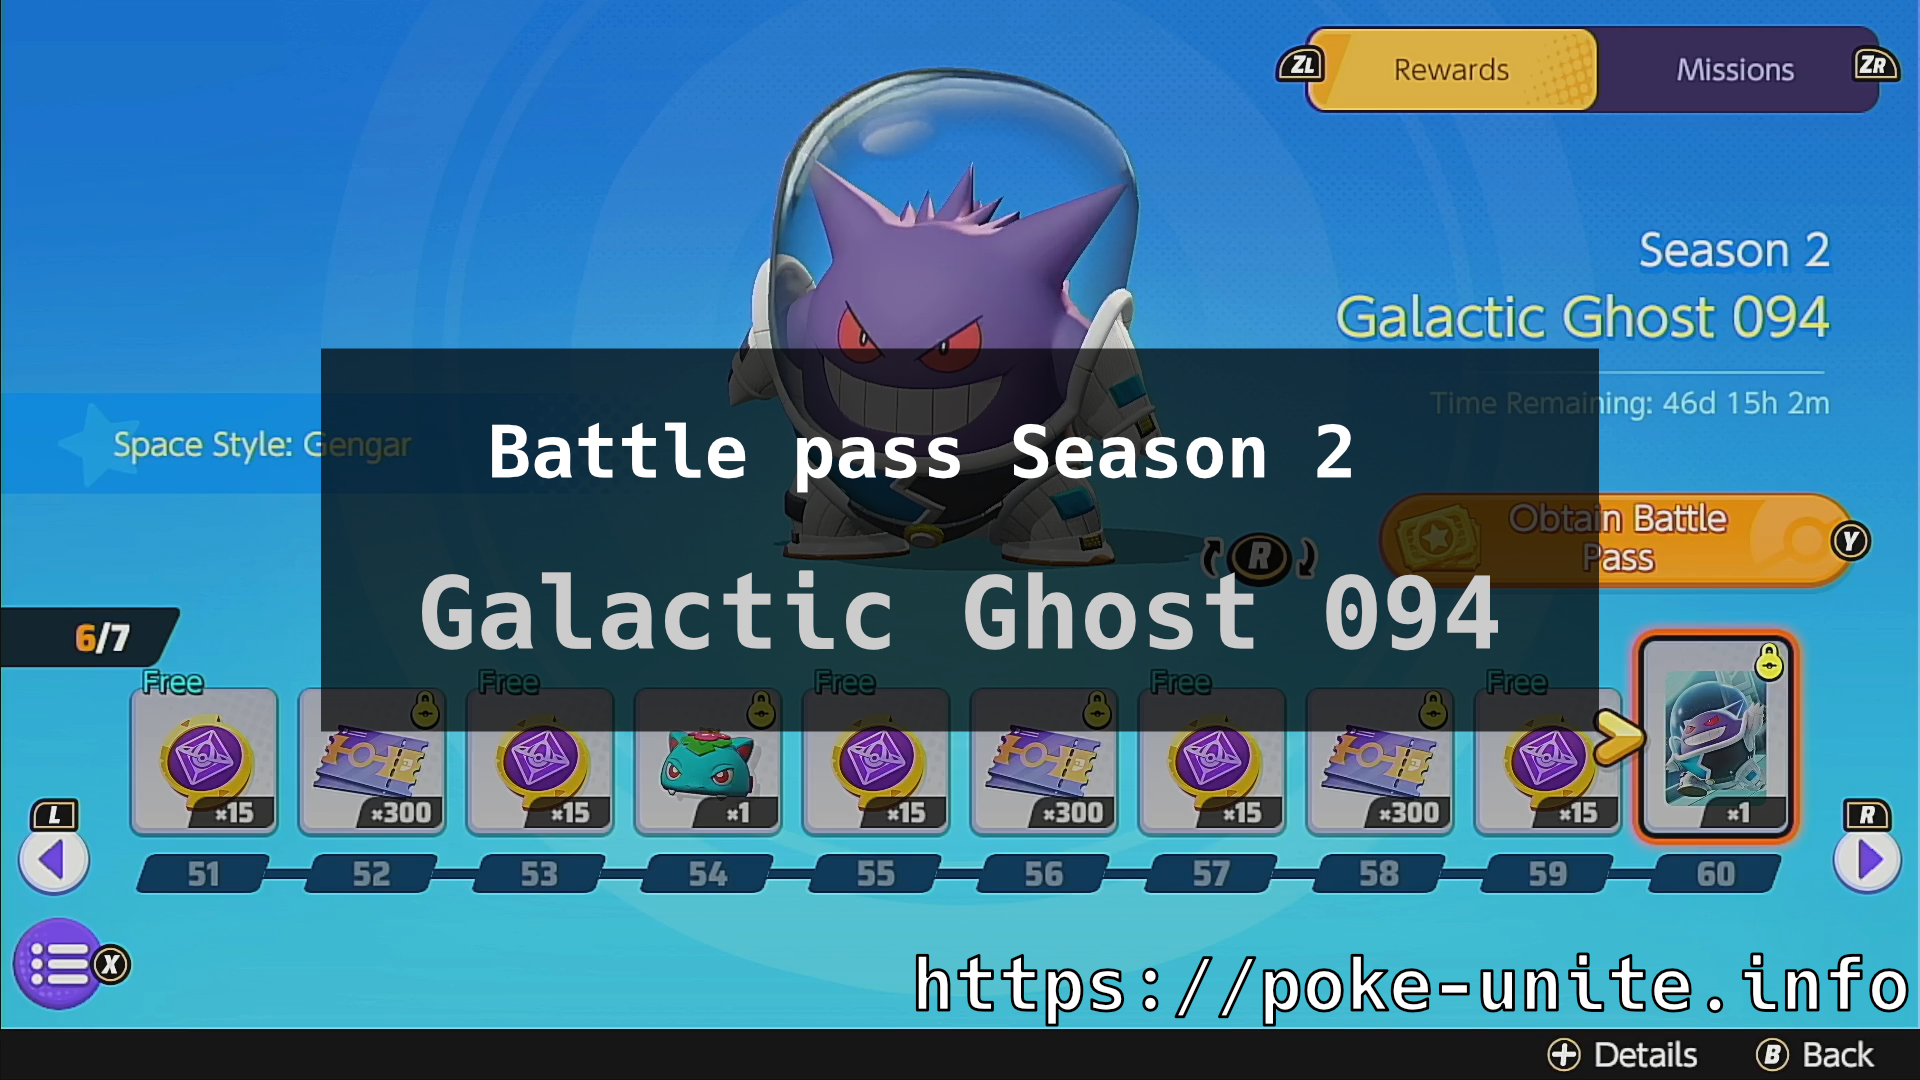 ZL
Rewards
Missions
ZR
Season 2
Galactic Ghost 094
Time Remaining: 46d 15h 2m
Space Style: Gengar
Battle pass Season 2
Obtain Battle
Pass
Y
R
Galactic Ghost 094
6/7
Free
Free
Free
Free
Free
×15
×300
×15
×1
×15
×300
×15
×300
×15
×1
L
R
51
52
53
54
55
56
57
58
59
60
X
https://poke-unite.info
Details
B
Back